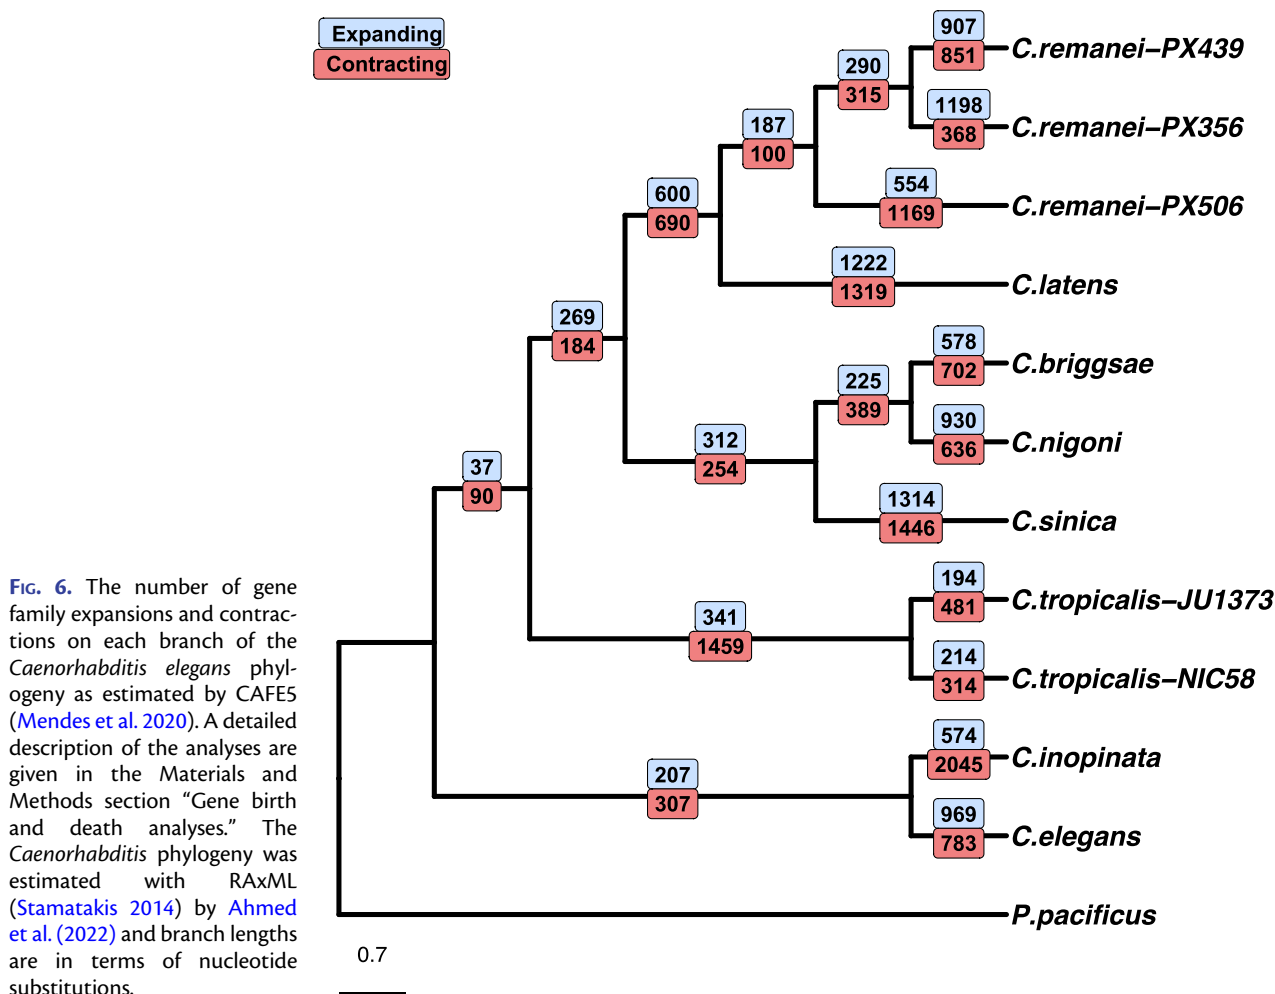 Expanding
Contracting
907
851
C.remanei–PX439
290
315
1198
368
C.remanei–PX356
187
100
554
1169
C.remanei–PX506
600
690
1222
1319
C.latens
269
184
578
702
C.briggsae
225
389
930
636
C.nigoni
312
254
37
90
1314
1446
C.sinica
194
481
C.tropicalis–JU1373
341
1459
214
314
C.tropicalis–NIC58
574
2045
C.inopinata
207
307
969
783
C.elegans
P.pacificus
0.7
FIG. 6. The number of gene
family expansions and contrac-
tions on each branch of the
Caenorhabditis elegans phyl-
ogeny as estimated by CAFE5
(Mendes et al. 2020). A detailed
description of the analyses are
given in the Materials and
Methods section “Gene birth
and death analyses.” The
Caenorhabditis phylogeny was
estimated with RAxML
(Stamatakis 2014) by Ahmed
et al. (2022) and branch lengths
are in terms of nucleotide
substitutions.